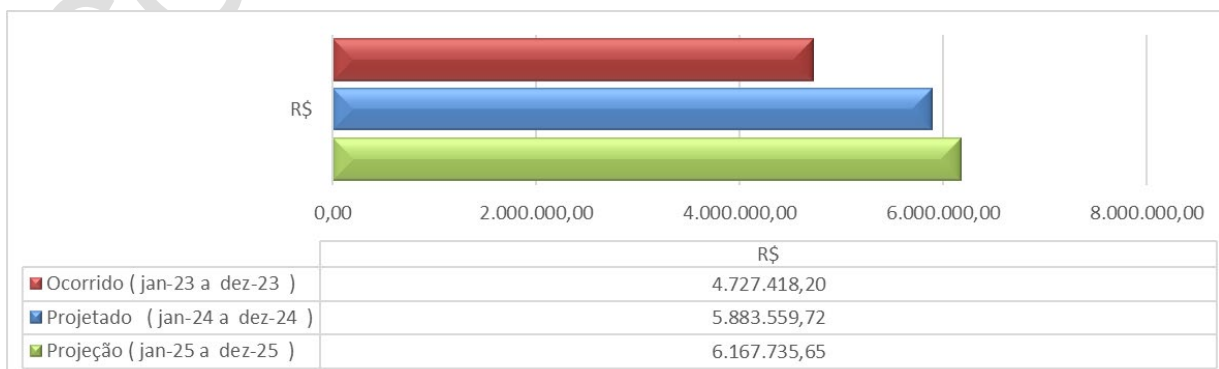 R$
0,00 2.000.000,00 4.000.000,00 6.000.000,00 8.000.000,00
R$
Ocorrido ( jan-23 a dez-23 ) 4.727.418,20
Projetado ( jan-24 a dez-24 ) 5.883.559,72
Projeção ( jan-25 a dez-25 ) 6.167.735,65